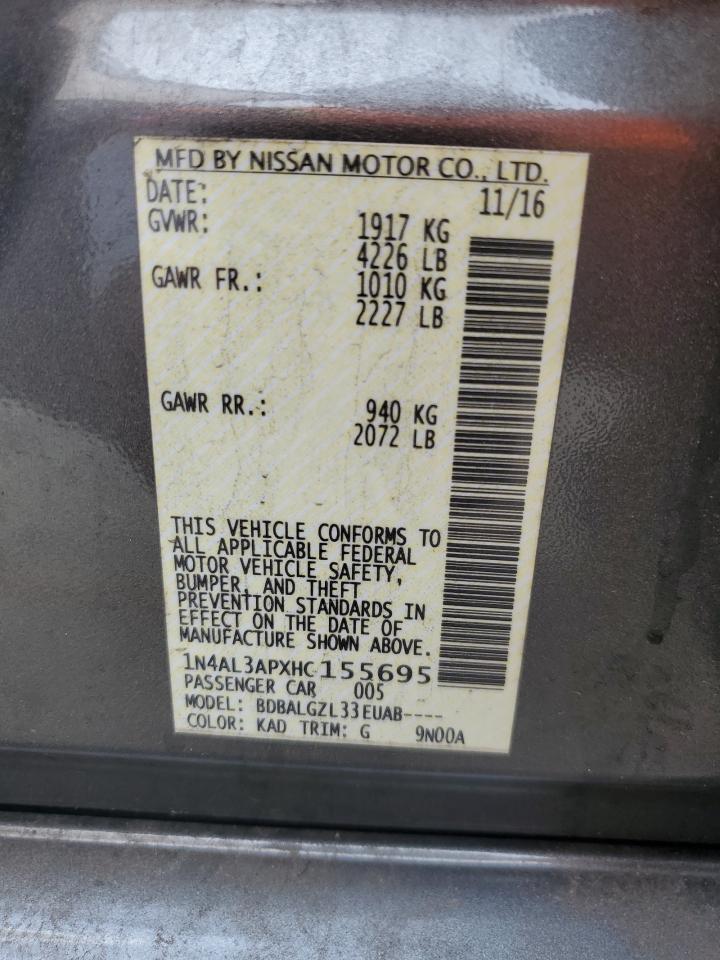 MFD BY NISSAN MOTOR CO., LTD.
DATE: 11/16
GVWR: 1917 KG
4226 LB
GAWR FR.: 1010 KG
2227 LB
GAWR RR.: 940 KG
2072 LB
THIS VEHICLE CONFORMS TO
ALL APPLICABLE FEDERAL
MOTOR VEHICLE SAFETY,
BUMPER, AND THEFT
PREVENTION STANDARDS IN
EFFECT ON THE DATE OF
MANUFACTURE SHOWN ABOVE.
1N4AL3APXHC155695
PASSENGER CAR 005
MODEL: BDBALGZL33EUAB----
COLOR: KAD TRIM: G 9N00A